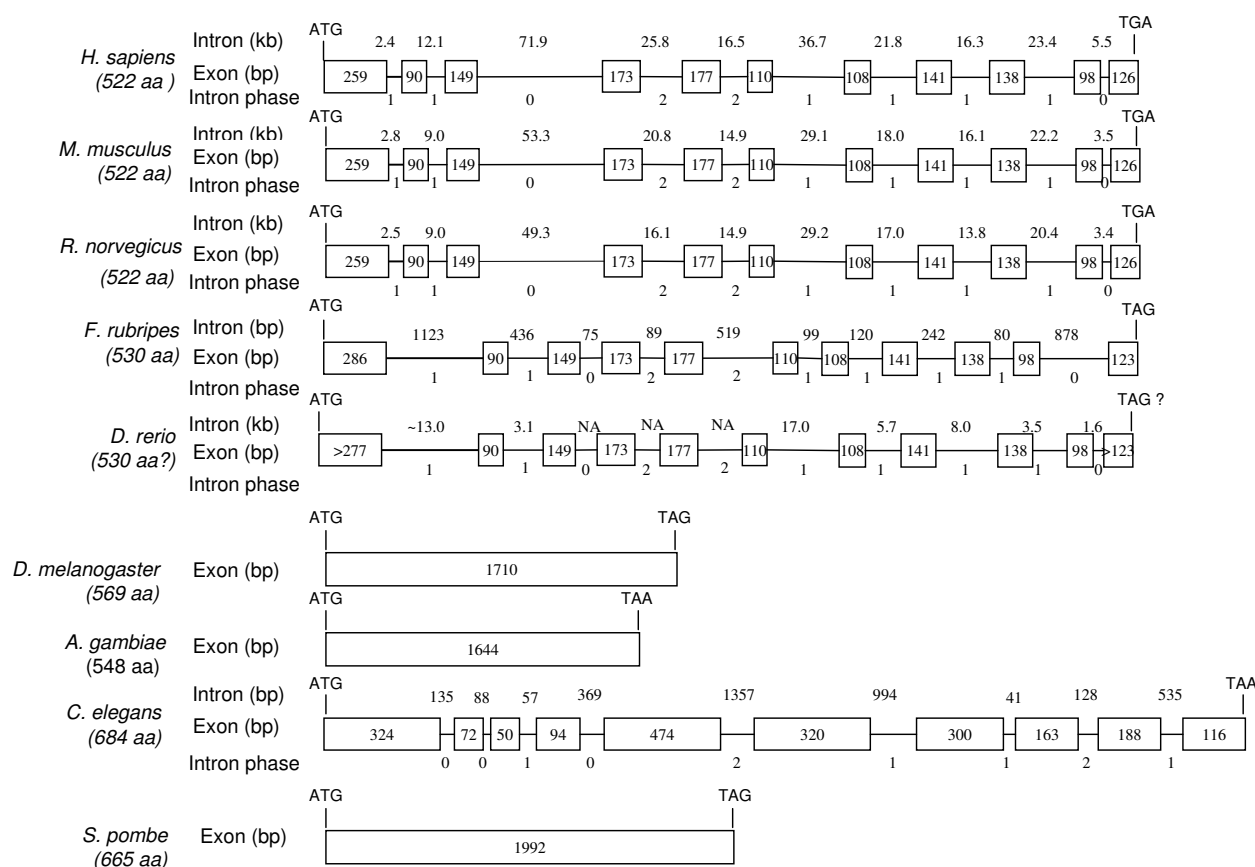 ATG TGA
H. sapiens
(522 aa )
Intron (kb) 2.4 12.1 71.9 25.8 16.5 36.7 21.8 16.3 23.4 5.5
Exon (bp) 259 90 149 173 177 110 108 141 138 98 126
Intron phase 1 1 0 2 2 1 1 1 1 0
ATG TGA
M. musculus
(522 aa)
Intron (kb) 2.8 9.0 53.3 20.8 14.9 29.1 18.0 16.1 22.2 3.5
Exon (bp) 259 90 149 173 177 110 108 141 138 98 126
Intron phase 1 1 0 2 2 1 1 1 1 0
ATG TGA
R. norvegicus
(522 aa)
Intron (kb) 2.5 9.0 49.3 16.1 14.9 29.2 17.0 13.8 20.4 3.4
Exon (bp) 259 90 149 173 177 110 108 141 138 98 126
Intron phase 1 1 0 2 2 1 1 1 1 0
ATG TAG
F. rubripes
(530 aa)
Intron (bp) 1123 436 75 89 519 99 120 242 80 878
Exon (bp) 286 90 149 173 177 110 108 141 138 98 123
Intron phase 1 1 0 2 2 1 1 1 1 0
ATG TAG ?
D. rerio
(530 aa?)
Intron (kb) ~13.0 3.1 NA NA NA 17.0 5.7 8.0 3.5 1.6
Exon (bp) >277 90 149 173 177 110 108 141 138 98 >123
Intron phase 1 1 0 2 2 1 1 1 1 0
ATG TAG
D. melanogaster
(569 aa)
Exon (bp) 1710
ATG TAA
A. gambiae
(548 aa)
Exon (bp) 1644
ATG TAA
C. elegans
(684 aa)
Intron (bp) 135 88 57 369 1357 994 41 128 535
Exon (bp) 324 72 50 94 474 320 300 163 188 116
Intron phase 0 0 1 0 2 1 1 2 1
ATG TAG
S. pombe
(665 aa)
Exon (bp) 1992